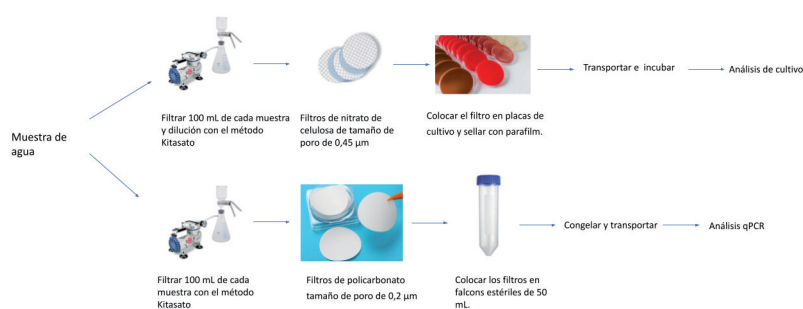 Muestra de
agua
Filtrar 100 mL de cada muestra
y dilución con el método
Kitasato
Filtros de nitrato de
celulosa de tamaño de
poro de 0,45 μm
Colocar el filtro en placas de
cultivo y sellar con parafilm.
Transportar e incubar
Análisis de cultivo
Filtrar 100 mL de cada
muestra con el método
Kitasato
Filtros de policarbonato
tamaño de poro de 0,2 μm
Colocar los filtros en
falcons estériles de 50
mL.
Congelar y transportar
Análisis qPCR